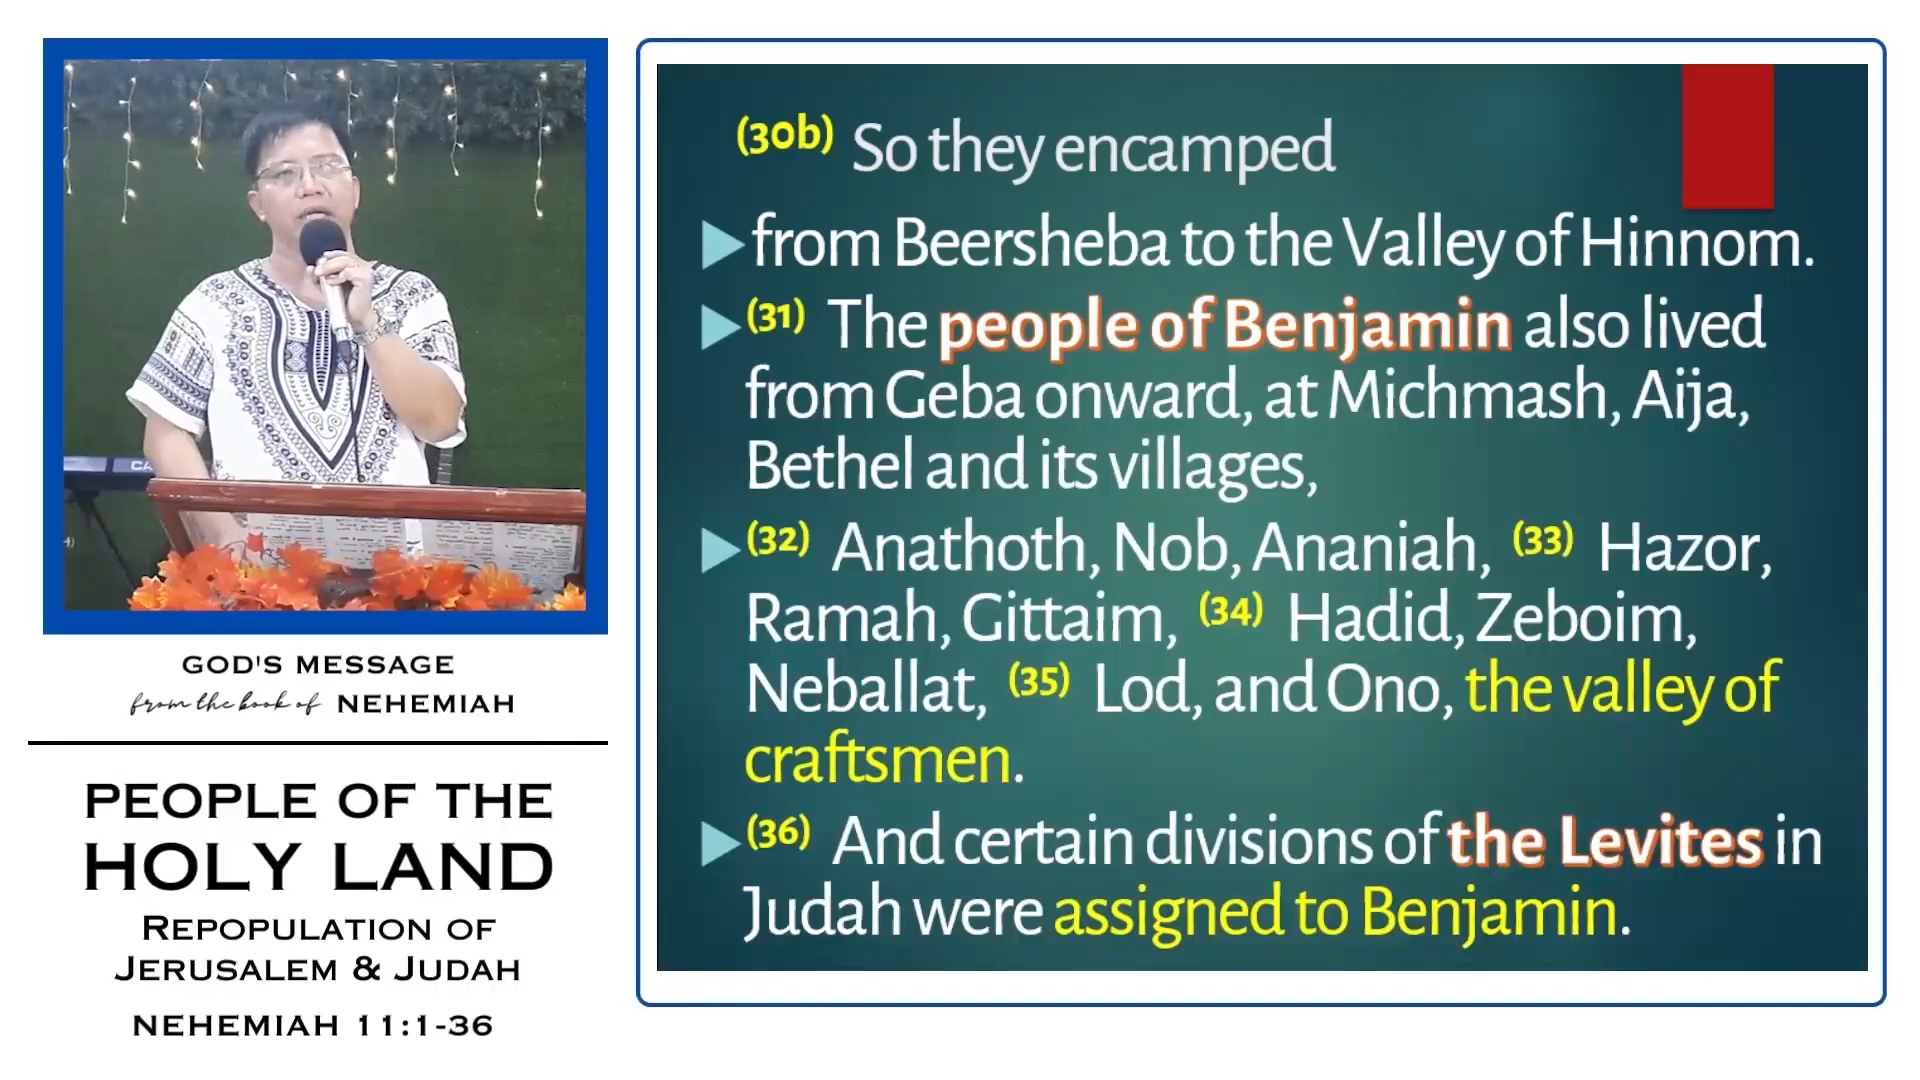 CA
GOD'S MESSAGE
from the book of NEHEMIAH
PEOPLE OF THE
HOLY LAND
REPOPULATION OF
JERUSALEM & JUDAH
NEHEMIAH 11:1-36
(30b) So they encamped
from Beersheba to the Valley of Hinnom.
(31) The people of Benjamin also lived
from Geba onward, at Michmash, Aija,
Bethel and its villages,
(32) Anathoth, Nob, Ananiah, (33) Hazor,
Ramah, Gittaim, (34) Hadid, Zeboim,
Neballat, (35) Lod, and Ono, the valley of
craftsmen.
(36) And certain divisions of the Levites in
Judah were assigned to Benjamin.